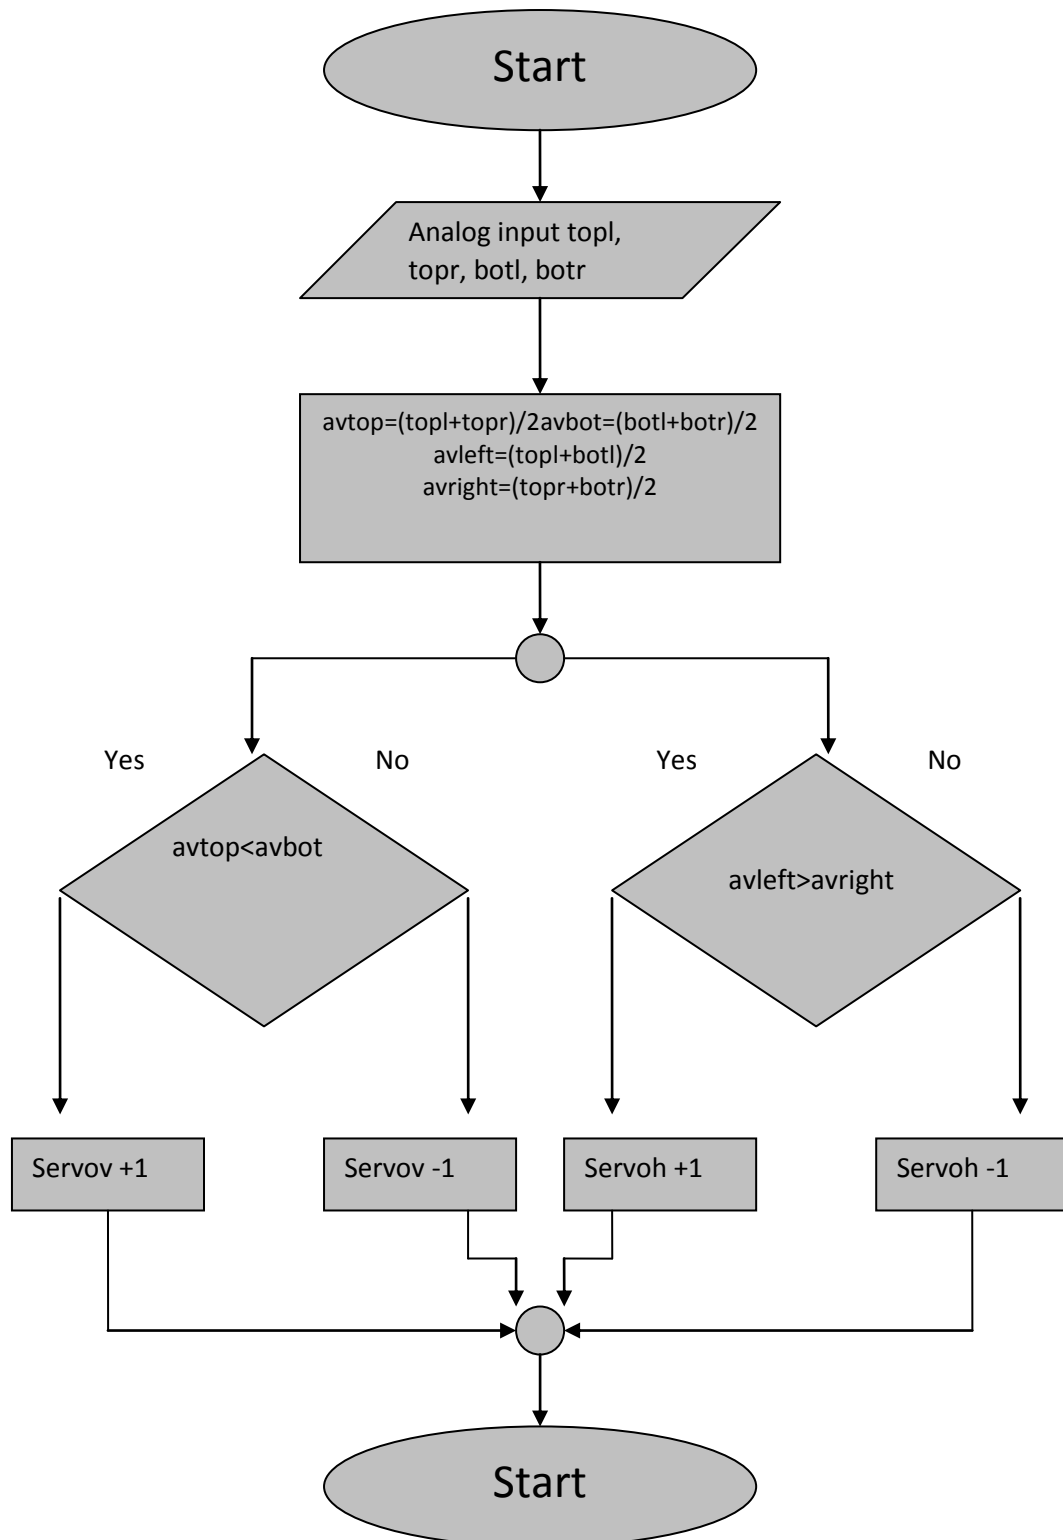 Start
Analog input topl,
topr, botl, botr
avtop=(topl+topr)/2avbot=(botl+botr)/2
avleft=(topl+botl)/2
avright=(topr+botr)/2
Yes
No
Yes
No
avtop<avbot
avleft>avright
Servov +1
Servov -1
Servoh +1
Servoh -1
Start